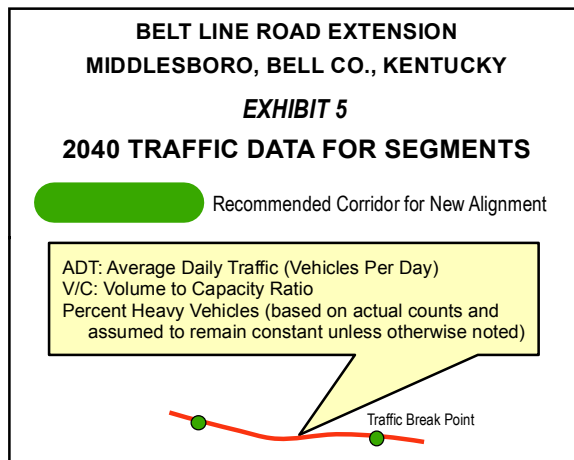 BELT LINE ROAD EXTENSION
MIDDLESBORO, BELL CO., KENTUCKY
EXHIBIT 5
2040 TRAFFIC DATA FOR SEGMENTS
Recommended Corridor for New Alignment
ADT: Average Daily Traffic (Vehicles Per Day)
V/C: Volume to Capacity Ratio
Percent Heavy Vehicles (based on actual counts and
assumed to remain constant unless otherwise noted)
Traffic Break Point